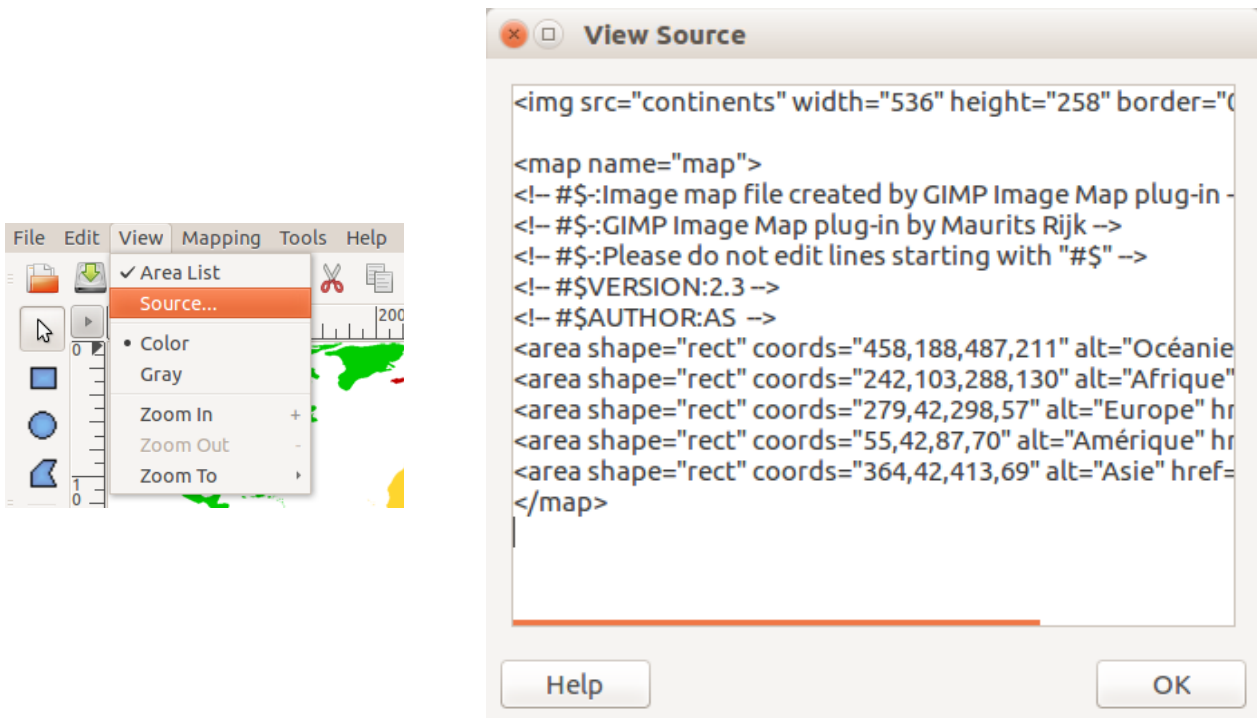 File Edit View Mapping Tools Help
✓ Area List
Source...
• Color
Gray
Zoom In +
Zoom Out -
Zoom To
200
0
1
0
View Source
<img src="continents" width="536" height="258" border="0
<map name="map">
<!-- #$-:Image map file created by GIMP Image Map plug-in -
<!-- #$-:GIMP Image Map plug-in by Maurits Rijk -->
<!-- #$-:Please do not edit lines starting with "#$" -->
<!-- #$VERSION:2.3 -->
<!-- #$AUTHOR:AS  -->
<area shape="rect" coords="458,188,487,211" alt="Océanie
<area shape="rect" coords="242,103,288,130" alt="Afrique"
<area shape="rect" coords="279,42,298,57" alt="Europe" hr
<area shape="rect" coords="55,42,87,70" alt="Amérique" hr
<area shape="rect" coords="364,42,413,69" alt="Asie" href=
</map>
Help
OK